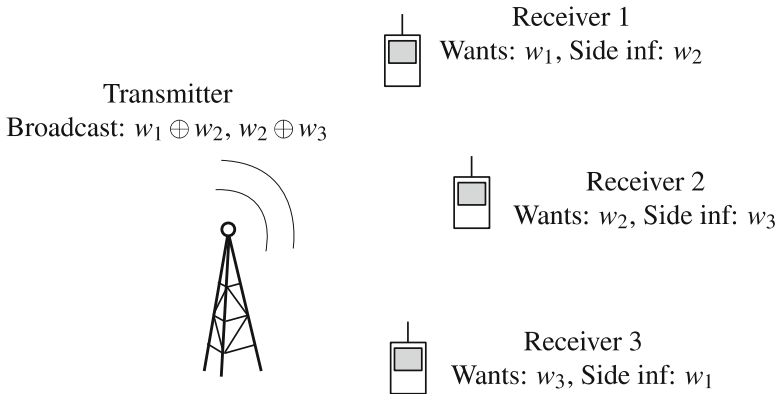 Receiver 1
Wants: w₁, Side inf: w₂
Transmitter
Broadcast: w₁ ⊕ w₂, w₂ ⊕ w₃
Receiver 2
Wants: w₂, Side inf: w₃
Receiver 3
Wants: w₃, Side inf: w₁